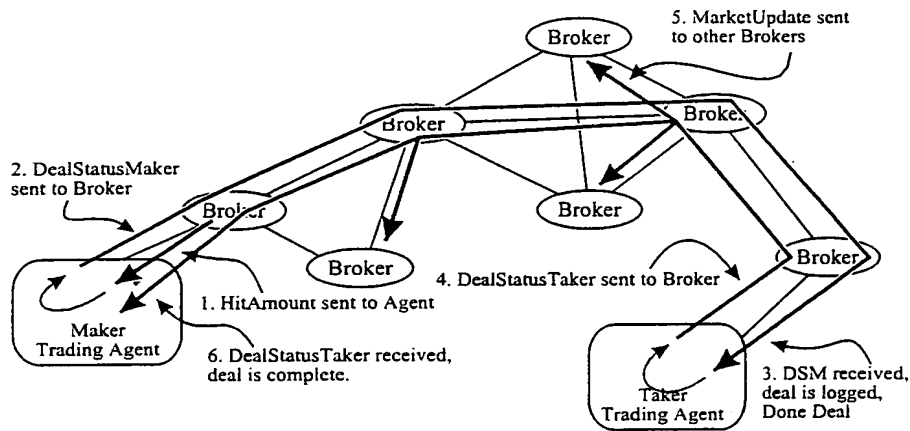 5. MarketUpdate sent
to other Brokers
Broker
Broker
Broker
2. DealStatusMaker
sent to Broker
Broker
Broker
Broker
4. DealStatusTaker sent to Broker
Broker
1. HitAmount sent to Agent
Maker
Trading Agent
6. DealStatusTaker received,
deal is complete.
3. DSM received,
deal is logged,
Done Deal
Taker
Trading Agent